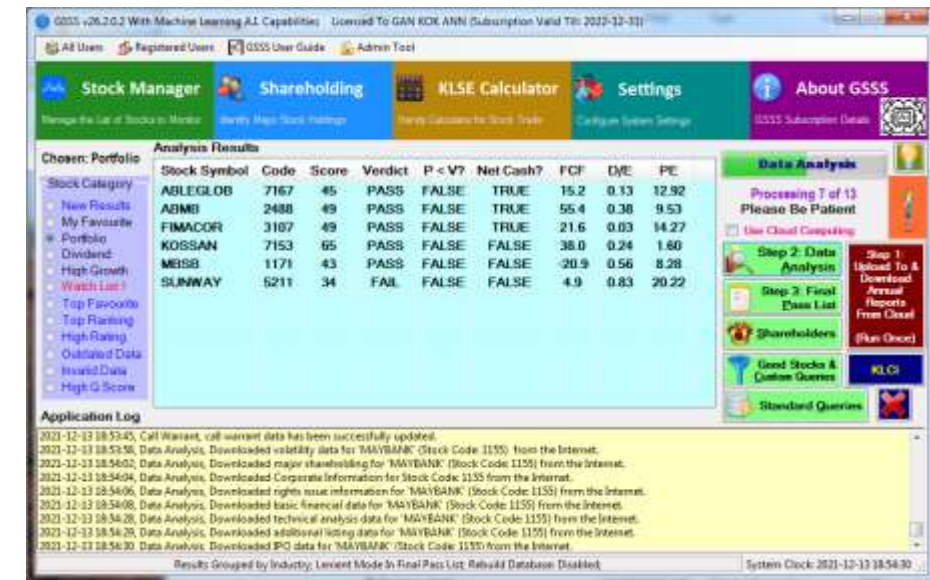 GSSS v26.2.0.2 With Machine Learning A.I. Capabilities Licensed To GAN KOK ANN (Subscription Valid Till: 2022-12-31)
All Users Registered Users GSSS User Guide Admin Tool
Stock Manager Shareholding KLSE Calculator Settings About GSSS
Manage the List of Stocks to Monitor Identify Major Stock Holdings Configure System Settings GSSS Subscription Details
Chosen: Portfolio
Stock Category
New Results
My Favourite
Portfolio
Dividend
High Growth
Watch List !
Top Favourite
Top Ranking
High Rating
Outdated Data
Invalid Data
High G Score
Analysis Results
Stock Symbol Code Score Verdict P < V? Net Cash? FCF D/E PE
ABLEGLOB 7167 45 PASS FALSE TRUE 15.2 0.13 12.92
ABMB 2488 49 PASS FALSE TRUE 55.4 0.38 9.53
FIMACOR 3107 49 PASS FALSE TRUE 21.6 0.03 14.27
KOSSAN 7153 65 PASS FALSE FALSE 38.0 0.24 1.60
MBSB 1171 43 PASS FALSE FALSE -20.9 0.56 8.28
SUNWAY 5211 34 FAIL FALSE FALSE 4.9 0.83 20.22
Data Analysis
Processing 7 of 13
Please Be Patient
Use Cloud Computing
Step 2: Data Analysis
Step 3: Final Pass List
Shareholders
Good Stocks & Custom Queries
Standard Queries
Step 1:
Upload To &
Download
Annual
Reports
From Cloud
(Run Once)
KLCI
Application Log
2021-12-13 18:53:45, Call Warrant, call warrant data has been successfully updated.
2021-12-13 18:53:58, Data Analysis, Downloaded volatility data for 'MAYBANK' (Stock Code: 1155) from the Internet.
2021-12-13 18:54:02, Data Analysis, Downloaded major shareholding for 'MAYBANK' (Stock Code: 1155) from the Internet.
2021-12-13 18:54:04, Data Analysis, Downloaded Corporate Information for Stock Code: 1155 from the Internet.
2021-12-13 18:54:06, Data Analysis, Downloaded rights issue information for 'MAYBANK' (Stock Code: 1155) from the Internet.
2021-12-13 18:54:08, Data Analysis, Downloaded basic financial data for 'MAYBANK' (Stock Code: 1155) from the Internet.
2021-12-13 18:54:28, Data Analysis, Downloaded technical analysis data for 'MAYBANK' (Stock Code: 1155) from the Internet.
2021-12-13 18:54:29, Data Analysis, Downloaded additional listing data for 'MAYBANK' (Stock Code: 1155) from the Internet.
2021-12-13 18:54:30, Data Analysis, Downloaded IPO data for 'MAYBANK' (Stock Code: 1155) from the Internet.
Results Grouped by Industry; Lenient Mode In Final Pass List; Rebuild Database: Disabled; System Clock: 2021-12-13 18:54:30